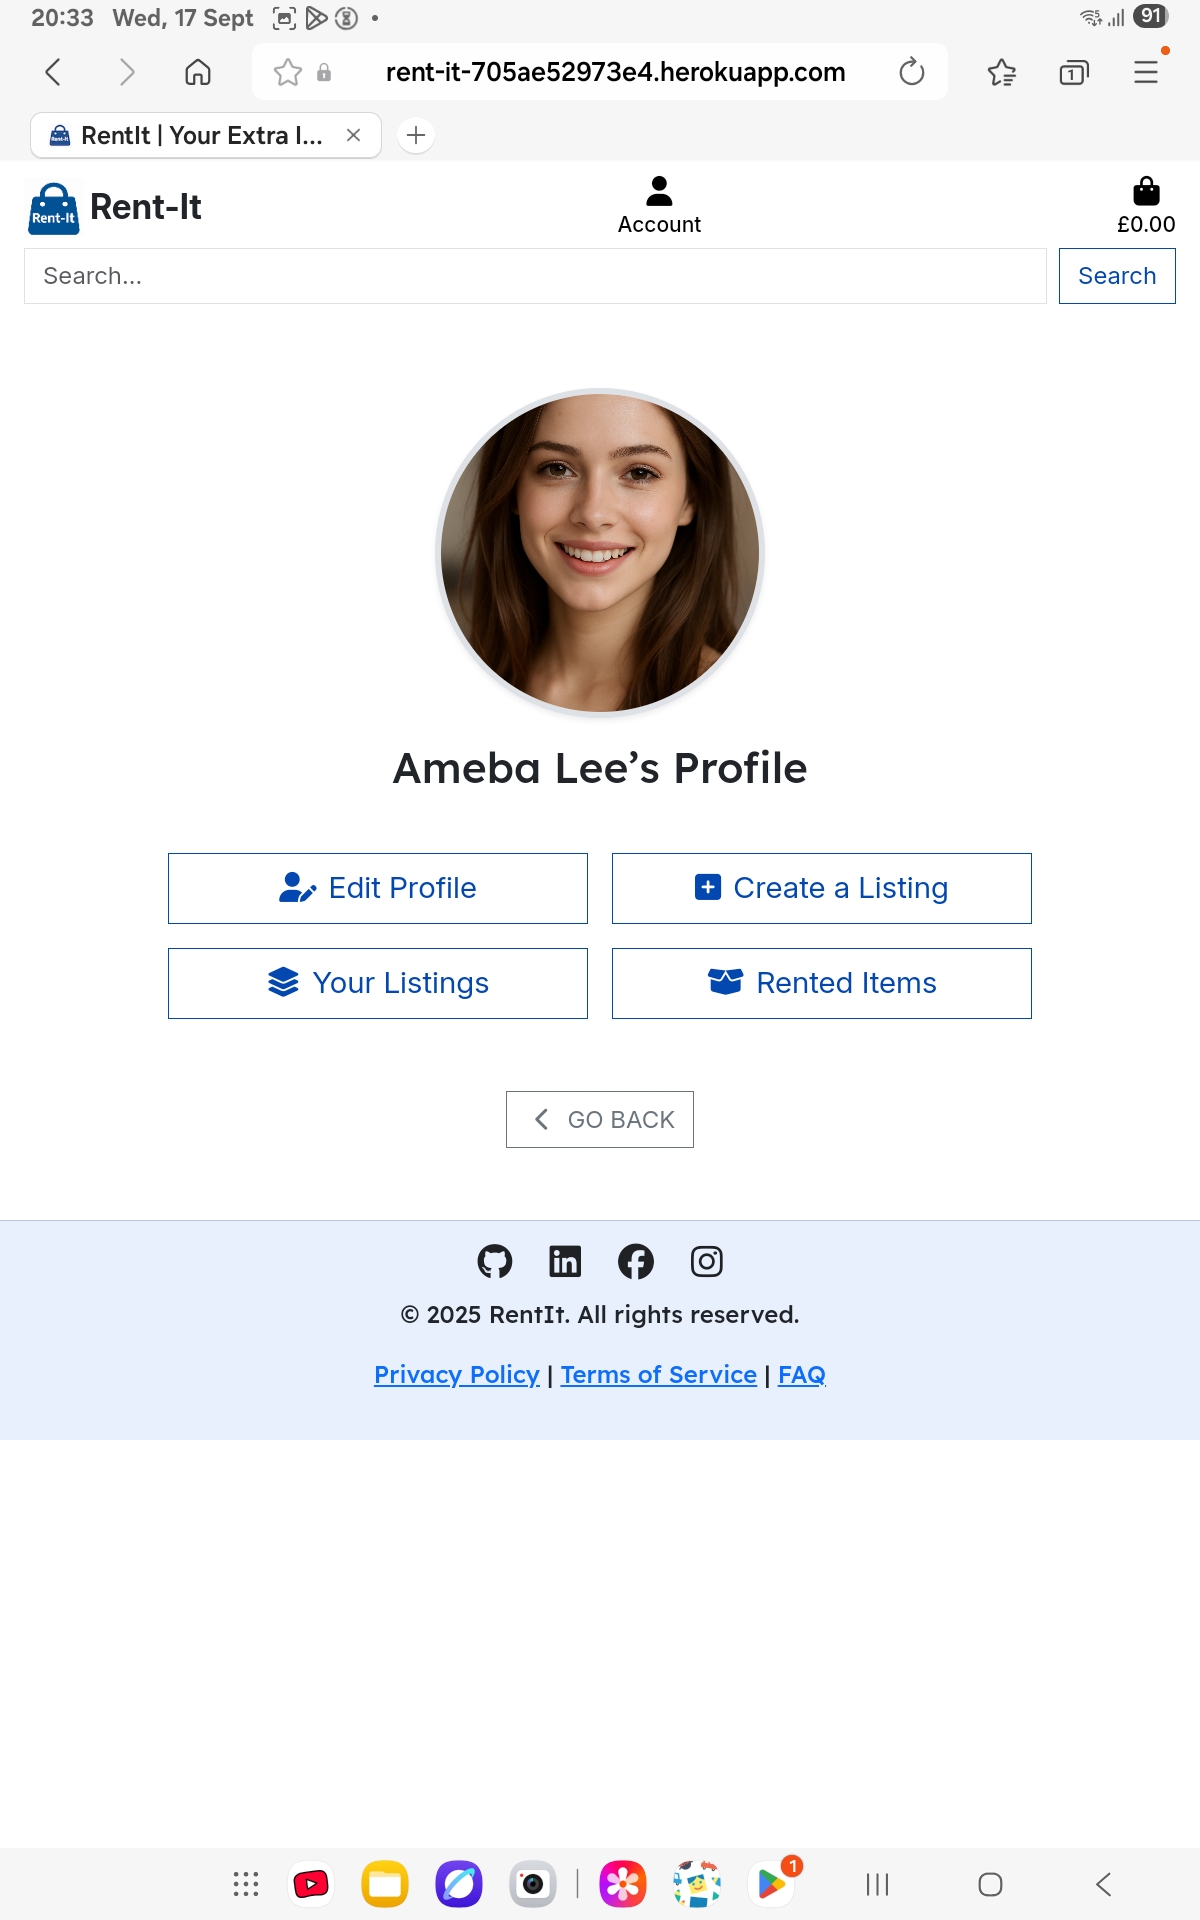 20:33 Wed, 17 Sept
91
rent-it-705ae52973e4.herokuapp.com
1
RentIt | Your Extra I...
Rent-It
Rent-It
Account
£0.00
Search...
Search
Ameba Lee’s Profile
Edit Profile
Create a Listing
Your Listings
Rented Items
GO BACK
© 2025 RentIt. All rights reserved.
Privacy Policy | Terms of Service | FAQ
1